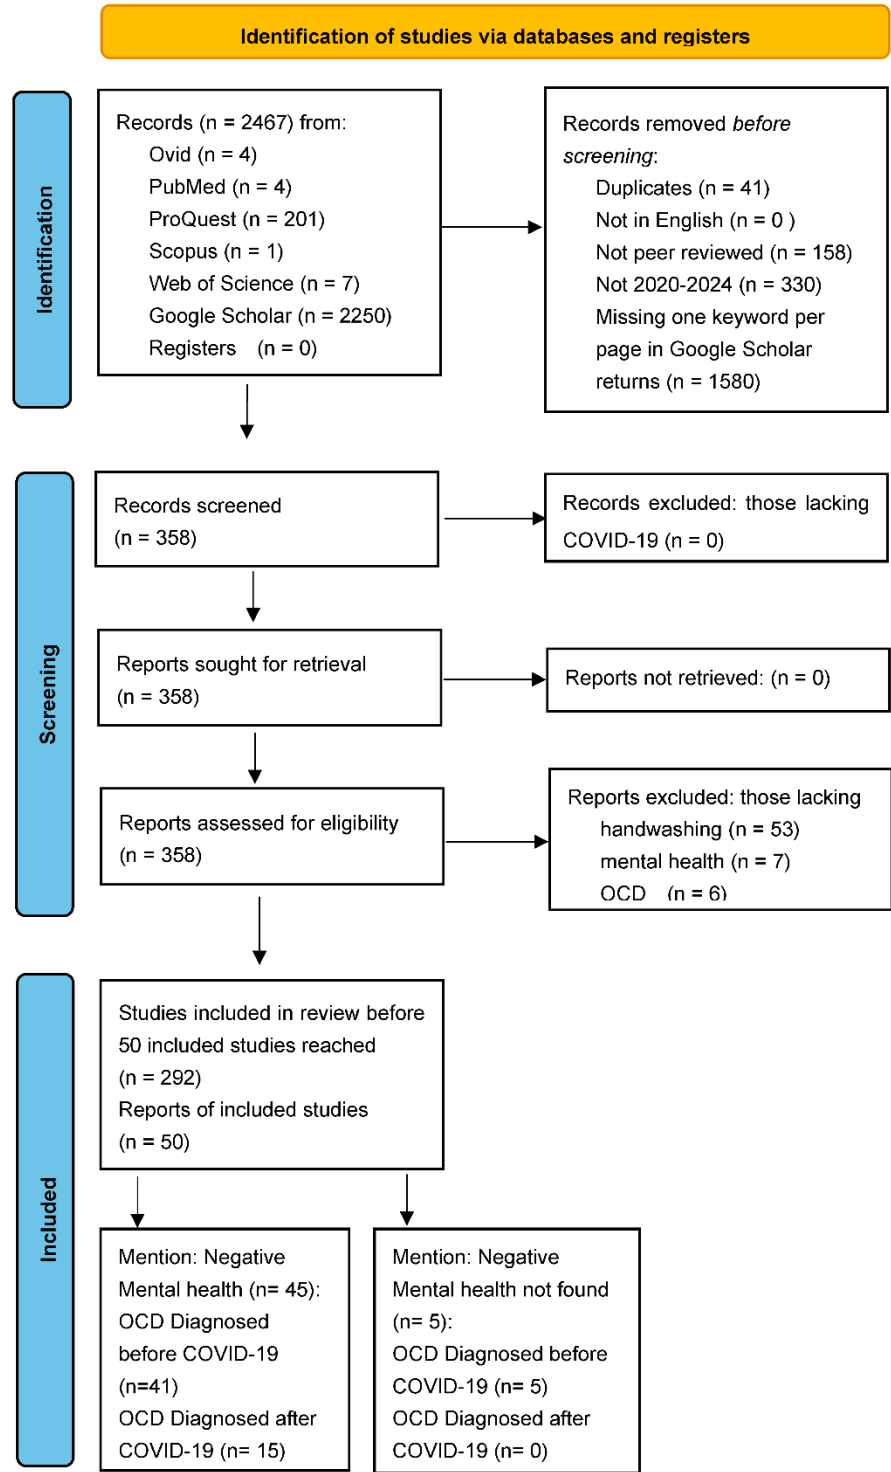 Identification of studies via databases and registers
Identification
Records (n = 2467) from:
Ovid (n = 4)
PubMed (n = 4)
ProQuest (n = 201)
Scopus (n = 1)
Web of Science (n = 7)
Google Scholar (n = 2250)
Registers (n = 0)
Records removed before
screening:
Duplicates (n = 41)
Not in English (n = 0 )
Not peer reviewed (n = 158)
Not 2020-2024 (n = 330)
Missing one keyword per
page in Google Scholar
returns (n = 1580)
Screening
Records screened
(n = 358)
Records excluded: those lacking
COVID-19 (n = 0)
Reports sought for retrieval
(n = 358)
Reports not retrieved: (n = 0)
Reports assessed for eligibility
(n = 358)
Reports excluded: those lacking
handwashing (n = 53)
mental health (n = 7)
OCD (n = 6)
Included
Studies included in review before
50 included studies reached
(n = 292)
Reports of included studies
(n = 50)
Mention: Negative
Mental health (n= 45):
OCD Diagnosed
before COVID-19
(n=41)
OCD Diagnosed after
COVID-19 (n= 15)
Mention: Negative
Mental health not found
(n= 5):
OCD Diagnosed before
COVID-19 (n= 5)
OCD Diagnosed after
COVID-19 (n= 0)